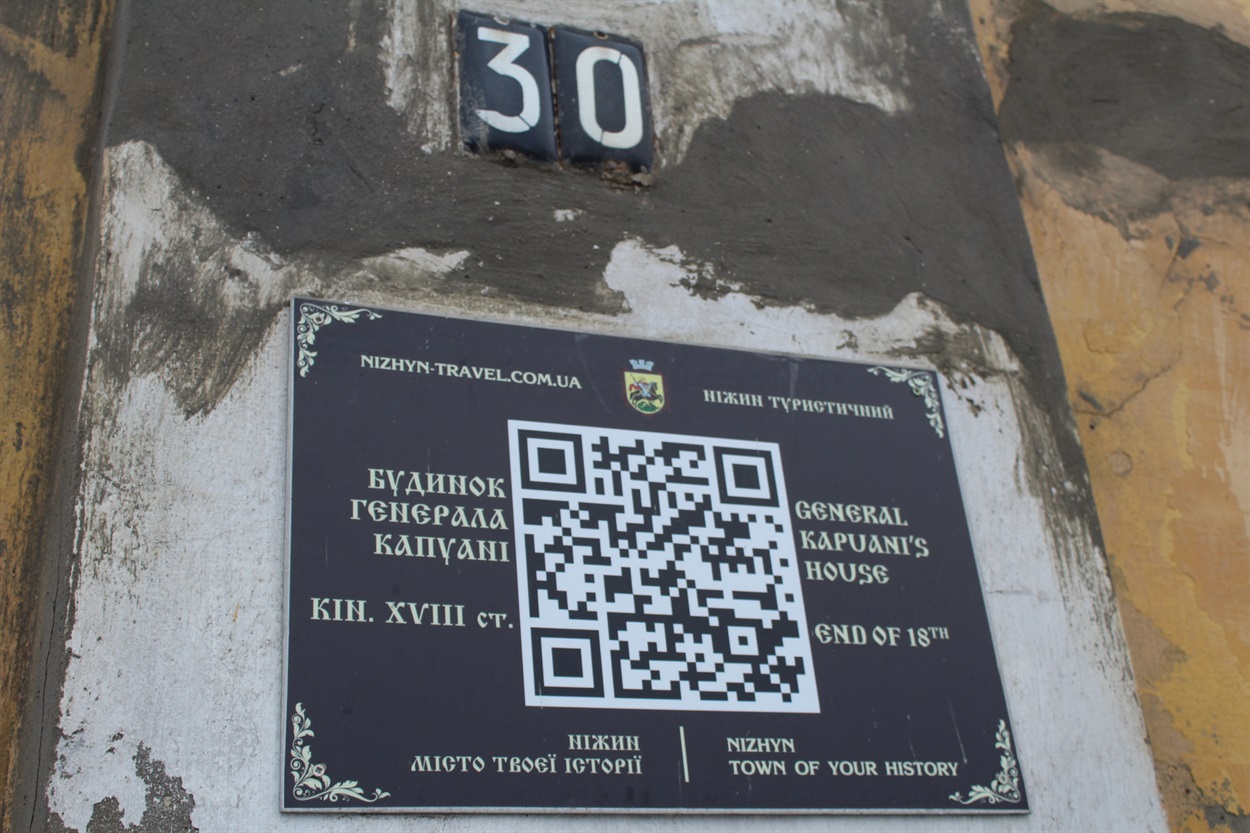 30
NIZHYN-TRAVEL.COM.UA
НІЖИН ТУРИСТИЧНИЙ
БУДИНОК
ГЕНЕРАЛА
КАПУАНІ
КІН. XVIII ст.
GENERAL
KAPUANI'S
HOUSE
END OF 18TH
НІЖИН
МІСТО ТВОЄЇ ІСТОРІЇ
NIZHYN
TOWN OF YOUR HISTORY